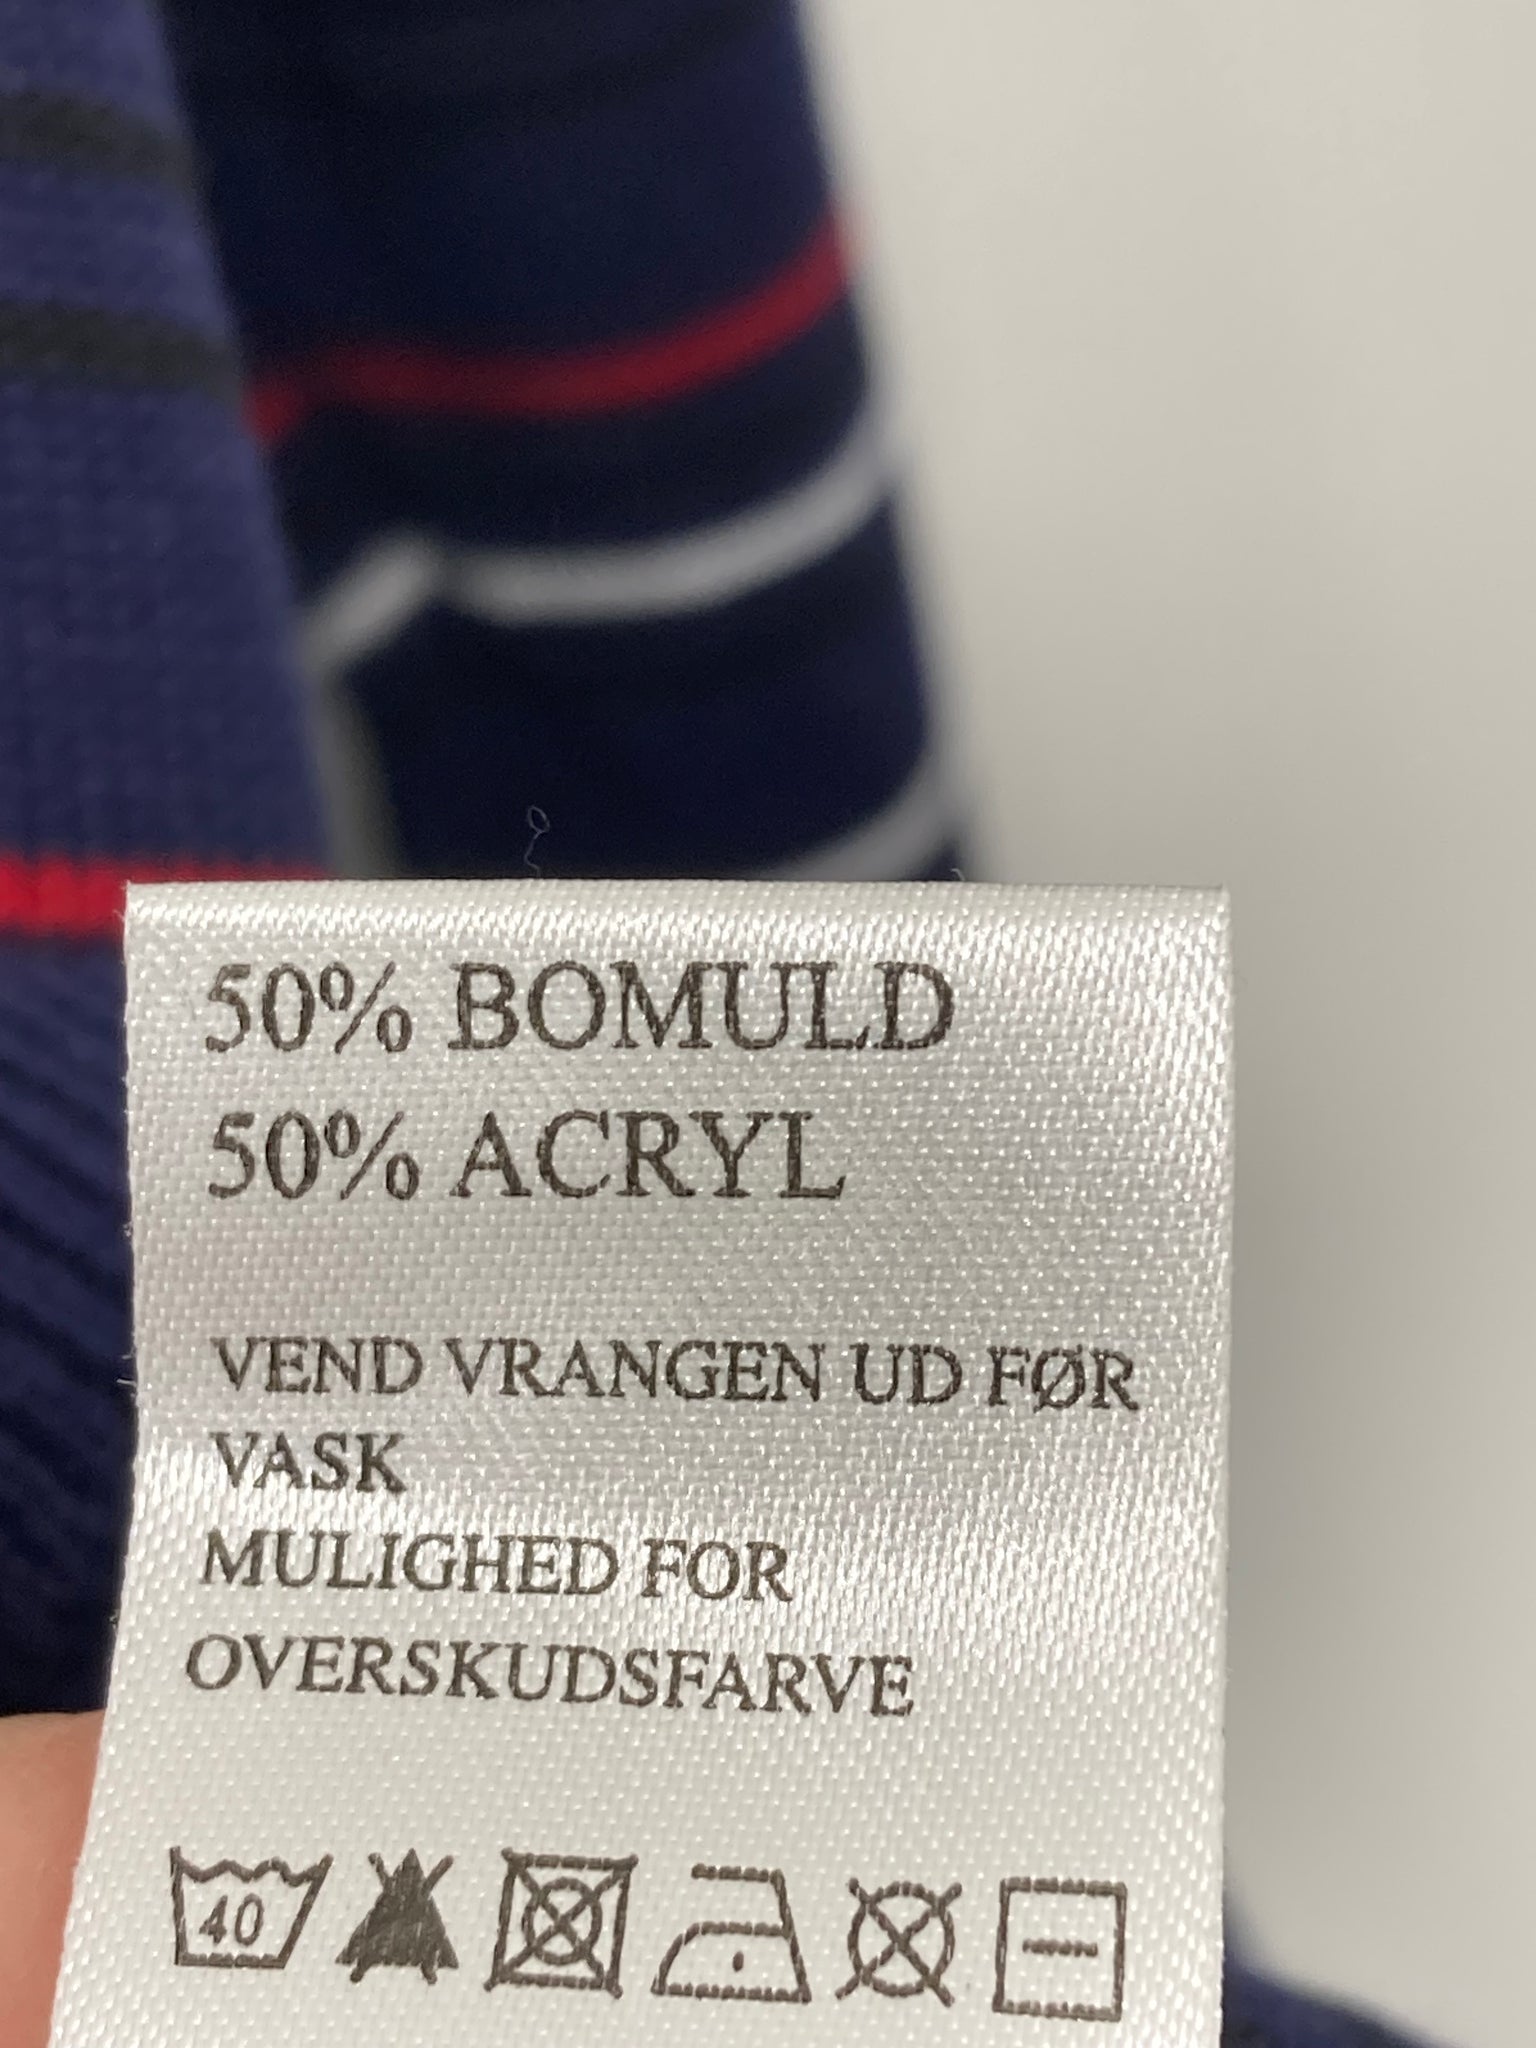 50% BOMULD
50% ACRYL
VEND VRANGEN UD FØR
VASK
MULIGHED FOR
OVERSKUDSFARVE
40